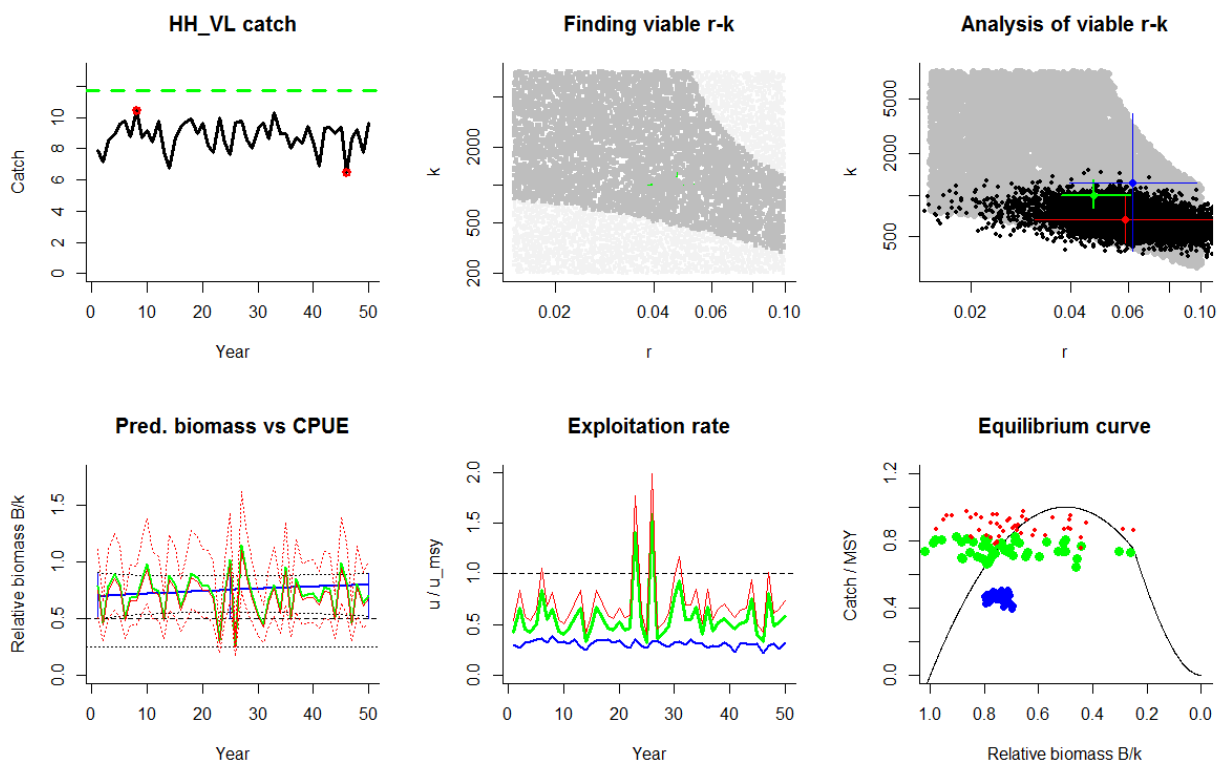 HH_VL catch
Catch
0
2
4
6
8
10
0 10 20 30 40 50
Year
Finding viable r-k
k
200
500
2000
0.02 0.04 0.06 0.10
r
Analysis of viable r-k
k
500
5000
0.02 0.04 0.06 0.10
r
Pred. biomass vs CPUE
Relative biomass B/k
0.0
0.5
1.0
1.5
0 10 20 30 40 50
Year
Exploitation rate
u / u_msy
0.0
0.5
1.0
1.5
2.0
0 10 20 30 40 50
Year
Equilibrium curve
Catch / MSY
0.0
0.4
0.8
1.2
1.0 0.8 0.6 0.4 0.2 0.0
Relative biomass B/k